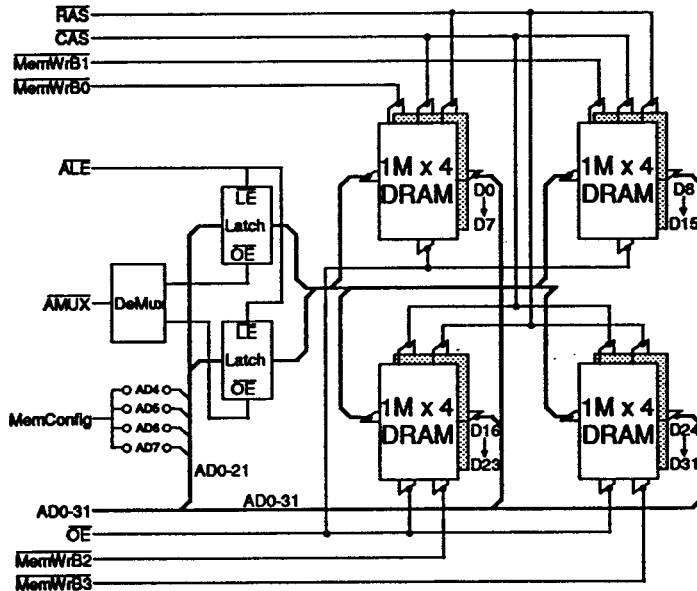 RAS
CAS
MemWrB1
MemWrB0
ALE
LE
Latch
OE
AMUX
DeMux
LE
Latch
OE
MemConfig
AD4
AD5
AD6
AD7
AD0-21
AD0-31
AD0-31
OE
MemWrB2
MemWrB3
1M x 4
DRAM
D0
D7
1M x 4
DRAM
D8
D15
1M x 4
DRAM
D16
D23
1M x 4
DRAM
D24
D31